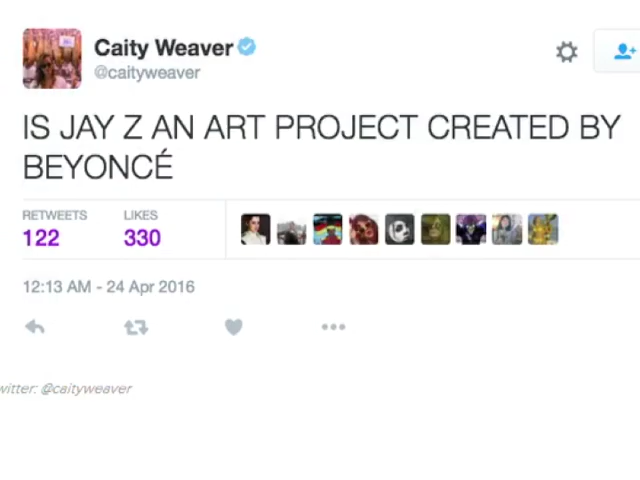 Caity Weaver
@caityweaver
IS JAY Z AN ART PROJECT CREATED BY
BEYONCÉ
RETWEETS LIKES
122 330
12:13 AM - 24 Apr 2016
witter: @caityweaver